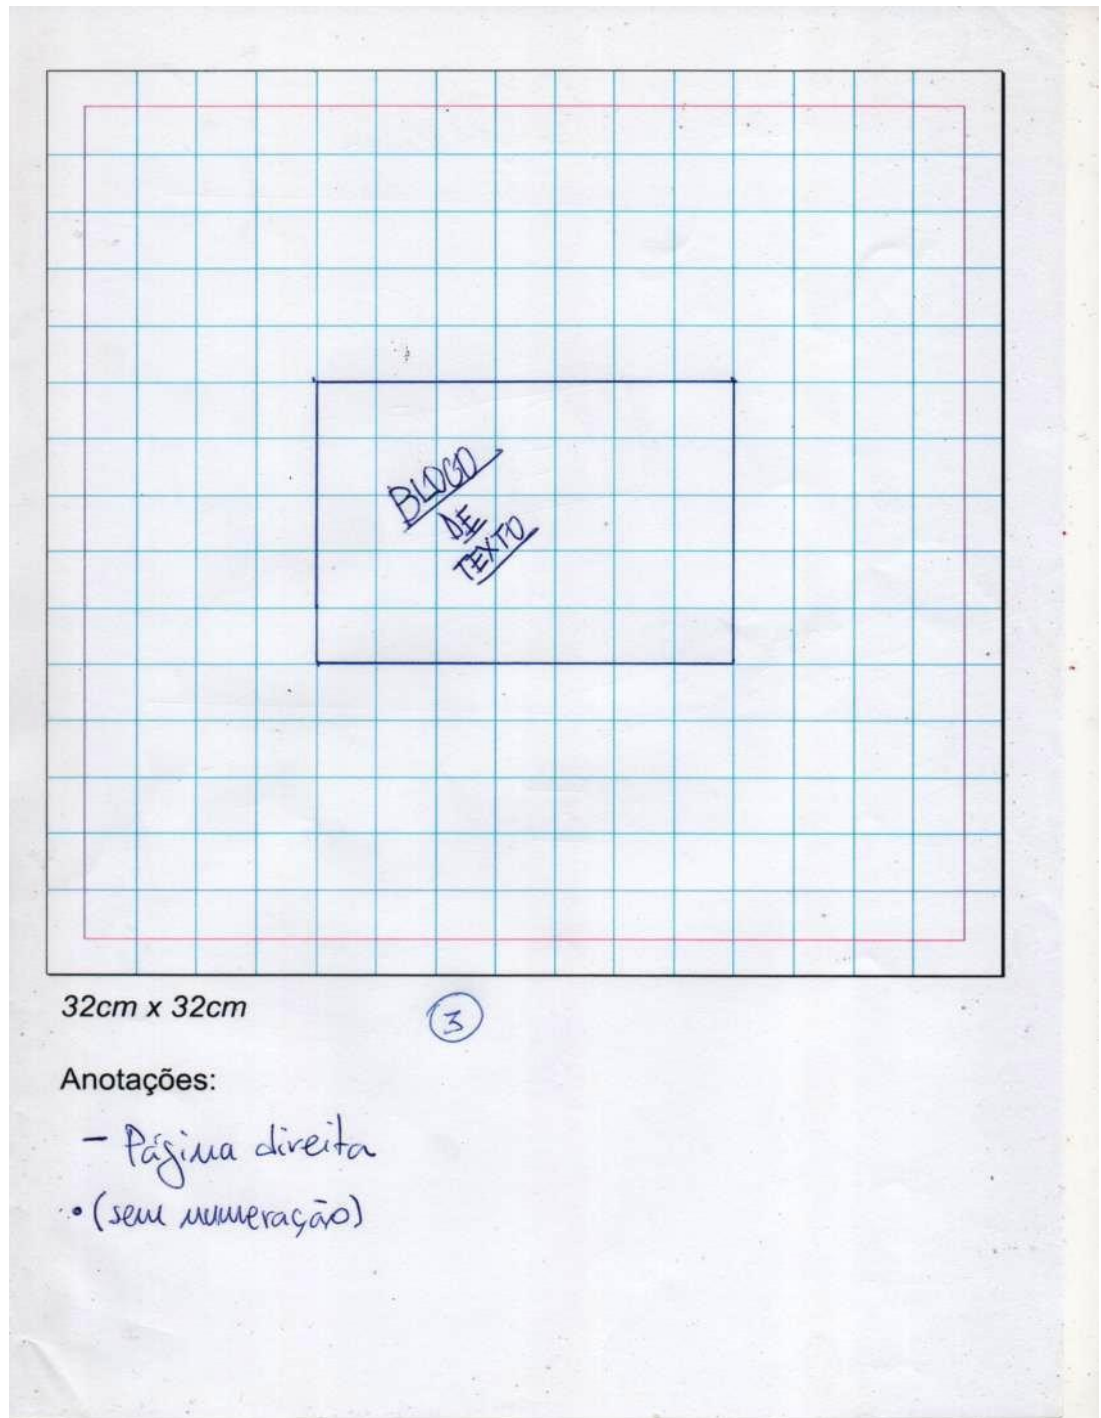 BLOCO
DE
TEXTO
32cm x 32cm
3
Anotações:
- Página direita
• (sem numeração)